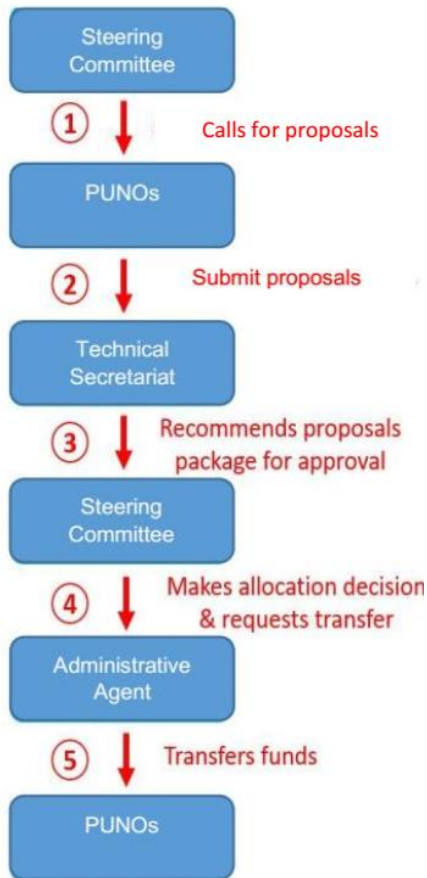 Steering
Committee
1
Calls for proposals
PUNOs
2
Submit proposals
Technical
Secretariat
3
Recommends proposals
package for approval
Steering
Committee
4
Makes allocation decision
& requests transfer
Administrative
Agent
5
Transfers funds
PUNOs